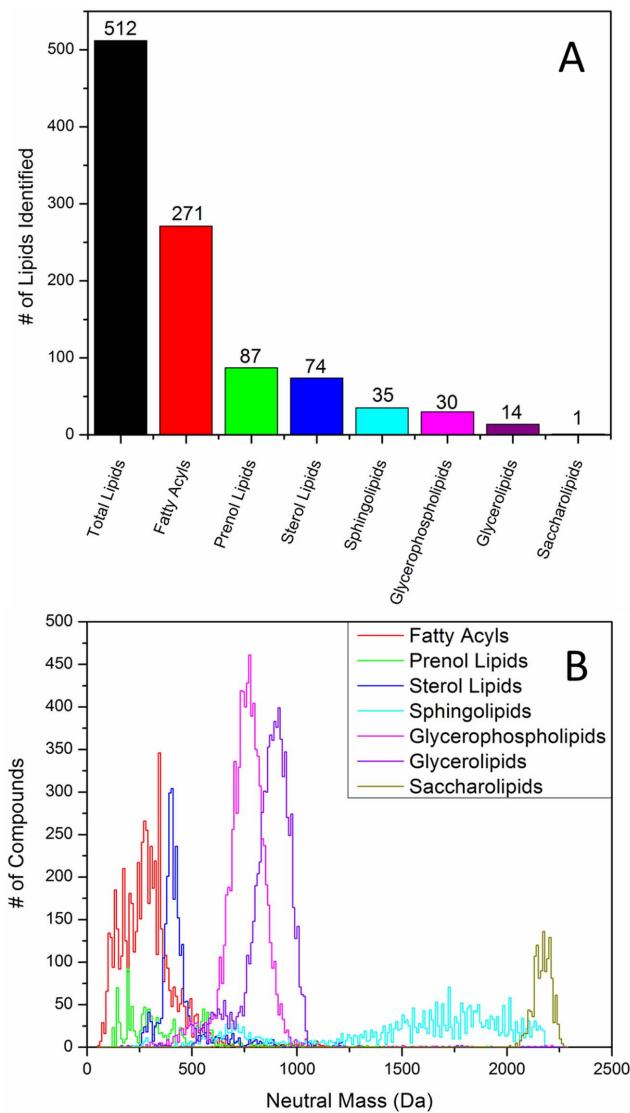 A
# of Lipids Identified
500
400
300
200
100
0
512
271
87
74
35
30
14
1
Total Lipids
Fatty Acyls
Prenol Lipids
Sterol Lipids
Sphingolipids
Glycerophospholipids
Glycerolipids
Saccharolipids
B
# of Compounds
500
450
400
350
300
250
200
150
100
50
0
Fatty Acyls
Prenol Lipids
Sterol Lipids
Sphingolipids
Glycerophospholipids
Glycerolipids
Saccharolipids
0 500 1000 1500 2000 2500
Neutral Mass (Da)